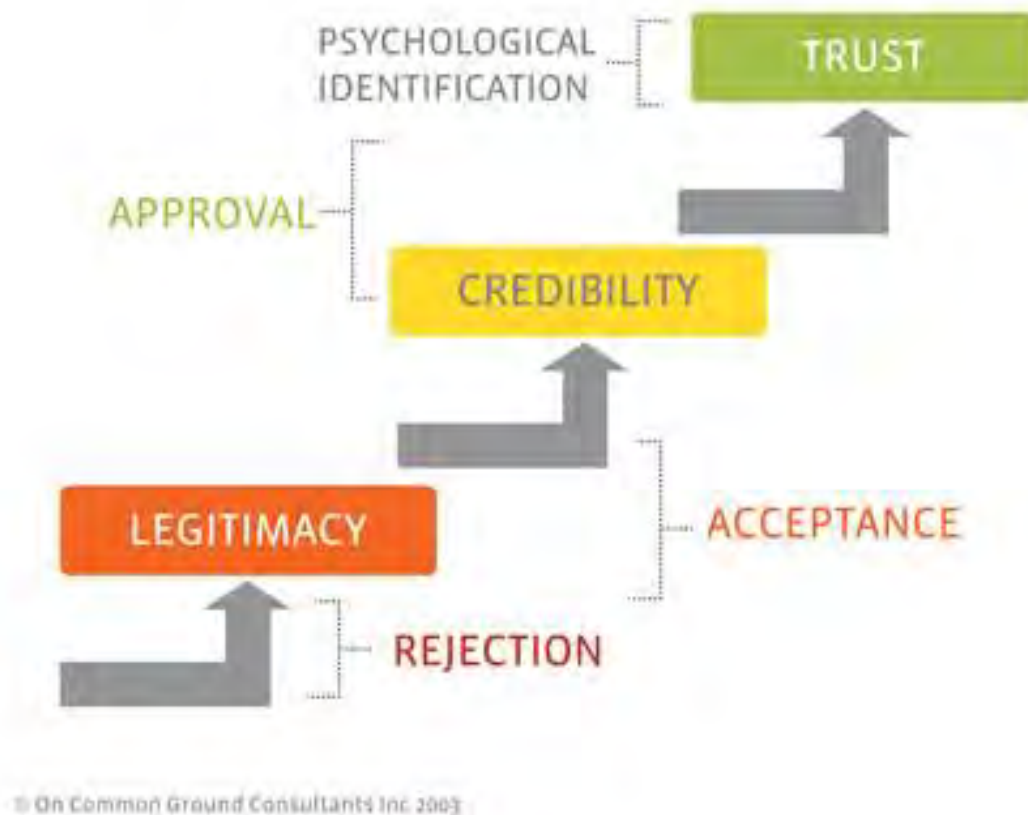 PSYCHOLOGICAL
IDENTIFICATION
TRUST
APPROVAL
CREDIBILITY
LEGITIMACY
ACCEPTANCE
REJECTION
© On Common Ground Consultants Inc 2003